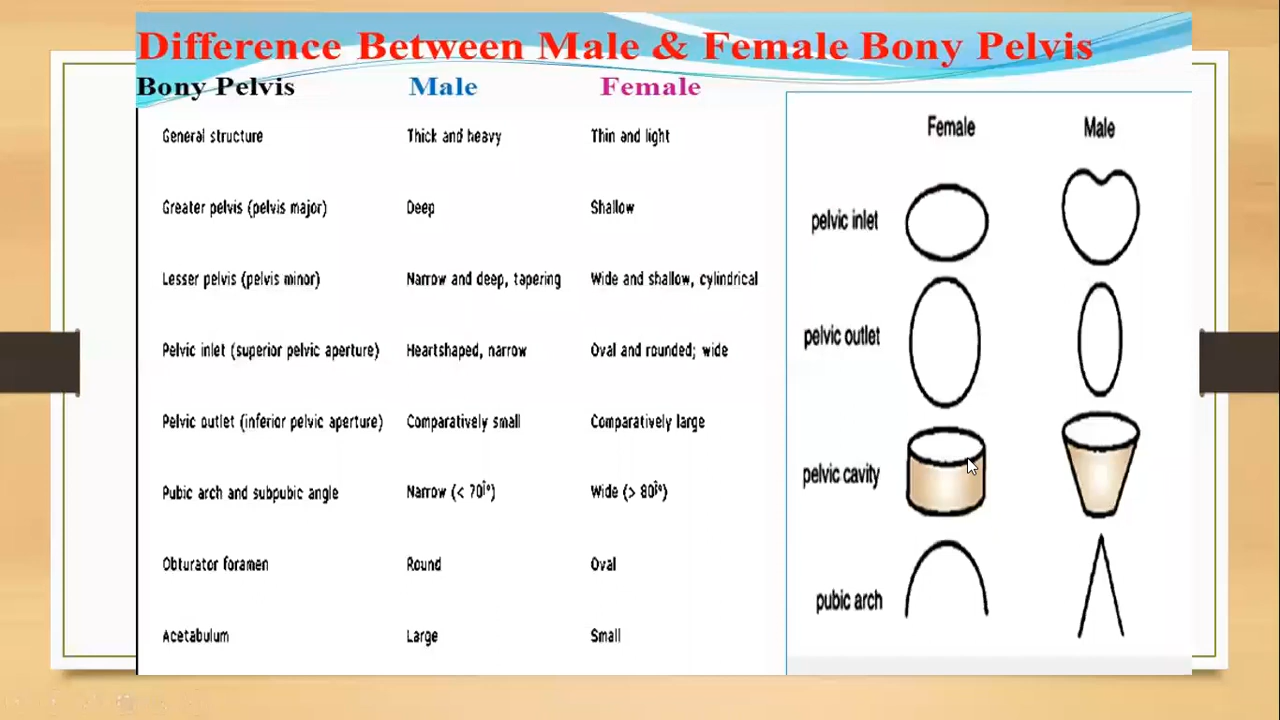 Difference Between Male & Female Bony Pelvis
Bony Pelvis Male Female
General structure Thick and heavy Thin and light
Greater pelvis (pelvis major) Deep Shallow
Lesser pelvis (pelvis minor) Narrow and deep, tapering Wide and shallow, cylindrical
Pelvic inlet (superior pelvic aperture) Heartshaped, narrow Oval and rounded; wide
Pelvic outlet (inferior pelvic aperture) Comparatively small Comparatively large
Pubic arch and subpubic angle Narrow (< 70Îº) Wide (> 80Îº)
Obturator foramen Round Oval
Acetabulum Large Small
Female Male
pelvic inlet
pelvic outlet
pelvic cavity
pubic arch